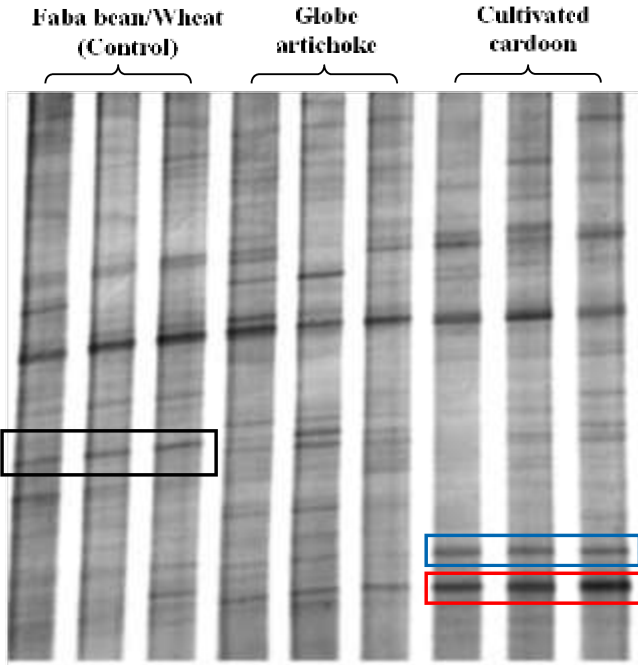 Faba bean/Wheat
(Control)
Globe
artichoke
Cultivated
cardoon